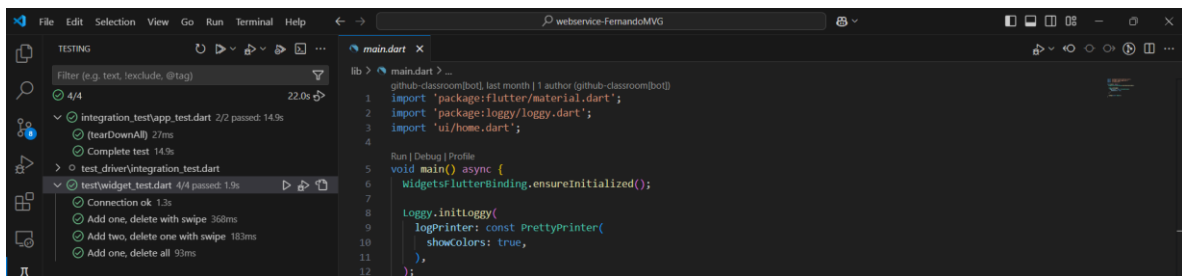 File Edit Selection View Go Run Terminal Help
webservice-FernandoMVG
TESTING
Filter (e.g. text, !exclude, @tag)
4/4 22.0s
integration_test\app_test.dart 2/2 passed: 14.9s
(tearDownAll) 27ms
Complete test 14.9s
test_driver\integration_test.dart
test\widget_test.dart 4/4 passed: 1.9s
Connection ok 1.3s
Add one, delete with swipe 368ms
Add two, delete one with swipe 183ms
Add one, delete all 93ms
main.dart
lib > main.dart > ...
github-classroom[bot], last month | 1 author (github-classroom[bot])
1 import 'package:flutter/material.dart';
2 import 'package:loggy/loggy.dart';
3 import 'ui/home.dart';
4
Run | Debug | Profile
5 void main() async {
6 WidgetsFlutterBinding.ensureInitialized();
7
8 Loggy.initLoggy(
9 logPrinter: const PrettyPrinter(
10 showColors: true,
11 ),
12 );